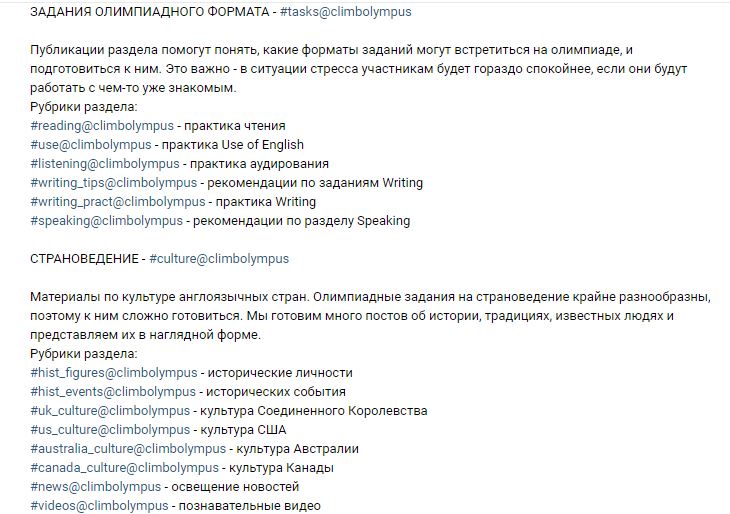 ЗАДАНИЯ ОЛИМПИАДНОГО ФОРМАТА - #tasks@climbolympus
Публикации раздела помогут понять, какие форматы заданий могут встретиться на олимпиаде, и
подготовиться к ним. Это важно - в ситуации стресса участникам будет гораздо спокойнее, если они будут
работать с чем-то уже знакомым.
Рубрики раздела:
#reading@climbolympus - практика чтения
#use@climbolympus - практика Use of English
#listening@climbolympus - практика аудирования
#writing_tips@climbolympus - рекомендации по заданиям Writing
#writing_pract@climbolympus - практика Writing
#speaking@climbolympus - рекомендации по разделу Speaking
СТРАНОВЕДЕНИЕ - #culture@climbolympus
Материалы по культуре англоязычных стран. Олимпиадные задания на страноведение крайне разнообразны,
поэтому к ним сложно готовиться. Мы готовим много постов об истории, традициях, известных людях и
представляем их в наглядной форме.
Рубрики раздела:
#hist_figures@climbolympus - исторические личности
#hist_events@climbolympus - исторических события
#uk_culture@climbolympus - культура Соединенного Королевства
#us_culture@climbolympus - культура США
#australia_culture@climbolympus - культура Австралии
#canada_culture@climbolympus - культура Канады
#news@climbolympus - освещение новостей
#videos@climbolympus - познавательные видео